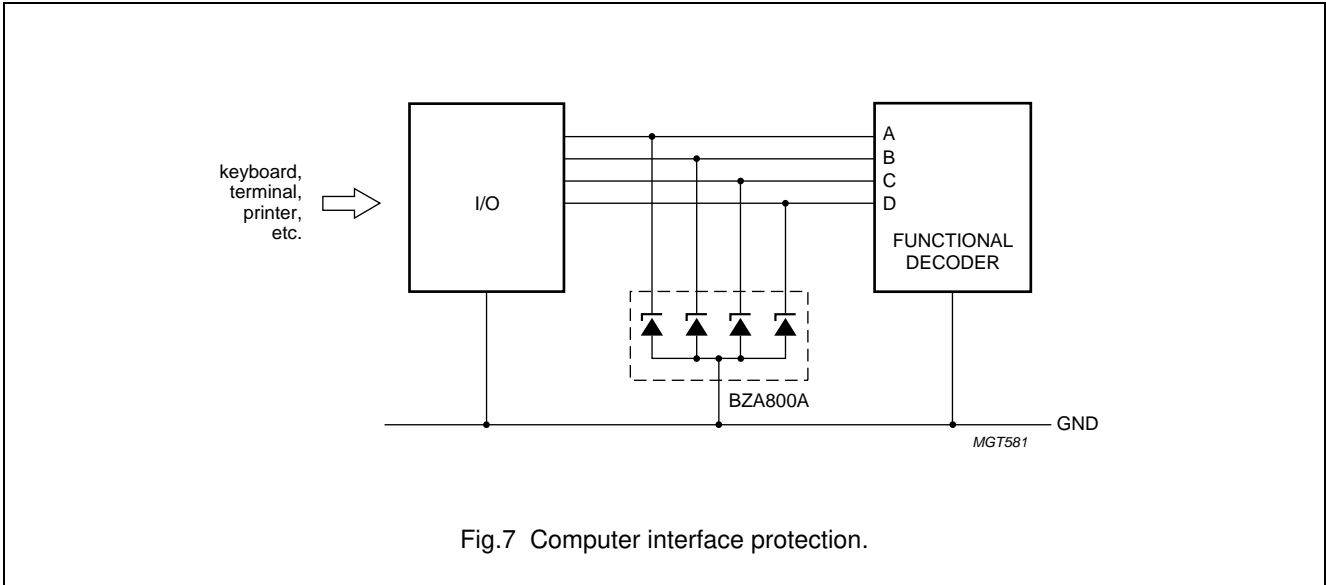 keyboard,
terminal,
printer,
etc.
I/O
A
B
C
D
FUNCTIONAL
DECODER
BZA800A
GND
MGT581
Fig.7 Computer interface protection.